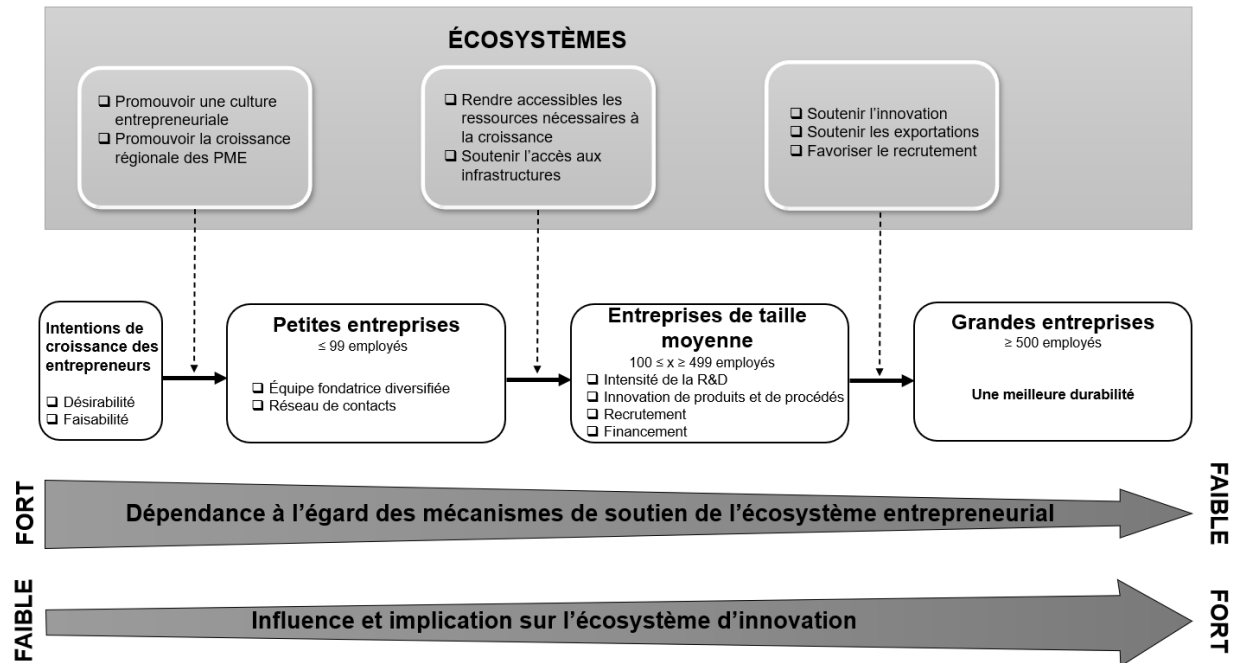 ÉCOSYSTÈMES
❑ Promouvoir une culture
entrepreneuriale
❑ Promouvoir la croissance
régionale des PME
❑ Rendre accessibles les
ressources nécessaires à
la croissance
❑ Soutenir l’accès aux
infrastructures
❑ Soutenir l’innovation
❑ Soutenir les exportations
❑ Favoriser le recrutement
Intentions de
croissance des
entrepreneurs
❑ Désirabilité
❑ Faisabilité
Petites entreprises
≤ 99 employés
❑ Équipe fondatrice diversifiée
❑ Réseau de contacts
Entreprises de taille
moyenne
100 ≤ x ≥ 499 employés
❑ Intensité de la R&D
❑ Innovation de produits et de procédés
❑ Recrutement
❑ Financement
Grandes entreprises
≥ 500 employés
Une meilleure durabilité
FORT
Dépendance à l’égard des mécanismes de soutien de l’écosystème entrepreneurial
FAIBLE
FAIBLE
Influence et implication sur l’écosystème d’innovation
FORT